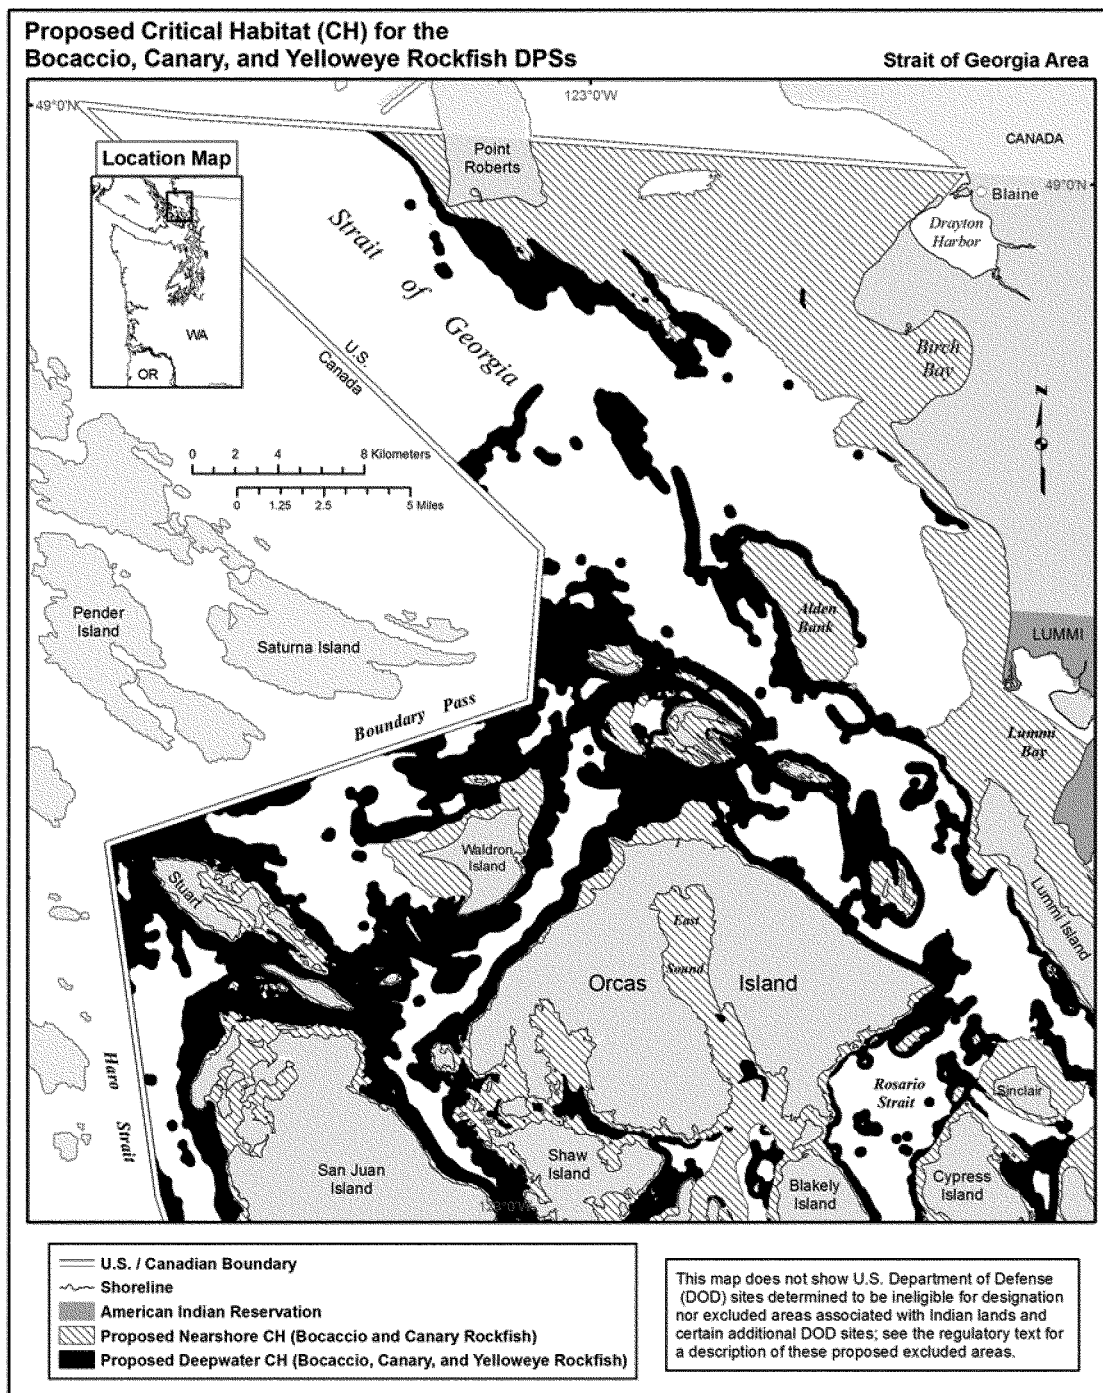 Proposed Critical Habitat (CH) for the
Bocaccio, Canary, and Yelloweye Rockfish DPSs
Strait of Georgia Area
49°0'N
123°0'W
CANADA
Location Map
Point
Roberts
49°0'N
Blaine
Drayton
Harbor
Strait of Georgia
WA
OR
U.S.
Canada
Birch
Bay
N
0 2 4 8 Kilometers
0 1.25 2.5 5 Miles
Pender
Island
Saturna Island
Alden
Bank
LUMMI
Boundary Pass
Lummi
Bay
Waldron
Island
Stuart
Lummi Island
East
Sound
Orcas Island
Haro Strait
Rosario
Strait
Sinclair
San Juan
Island
Shaw
Island
Blakely
Island
Cypress
Island
123°0'W
U.S. / Canadian Boundary
Shoreline
American Indian Reservation
Proposed Nearshore CH (Bocaccio and Canary Rockfish)
Proposed Deepwater CH (Bocaccio, Canary, and Yelloweye Rockfish)
This map does not show U.S. Department of Defense
(DOD) sites determined to be ineligible for designation
nor excluded areas associated with Indian lands and
certain additional DOD sites; see the regulatory text for
a description of these proposed excluded areas.